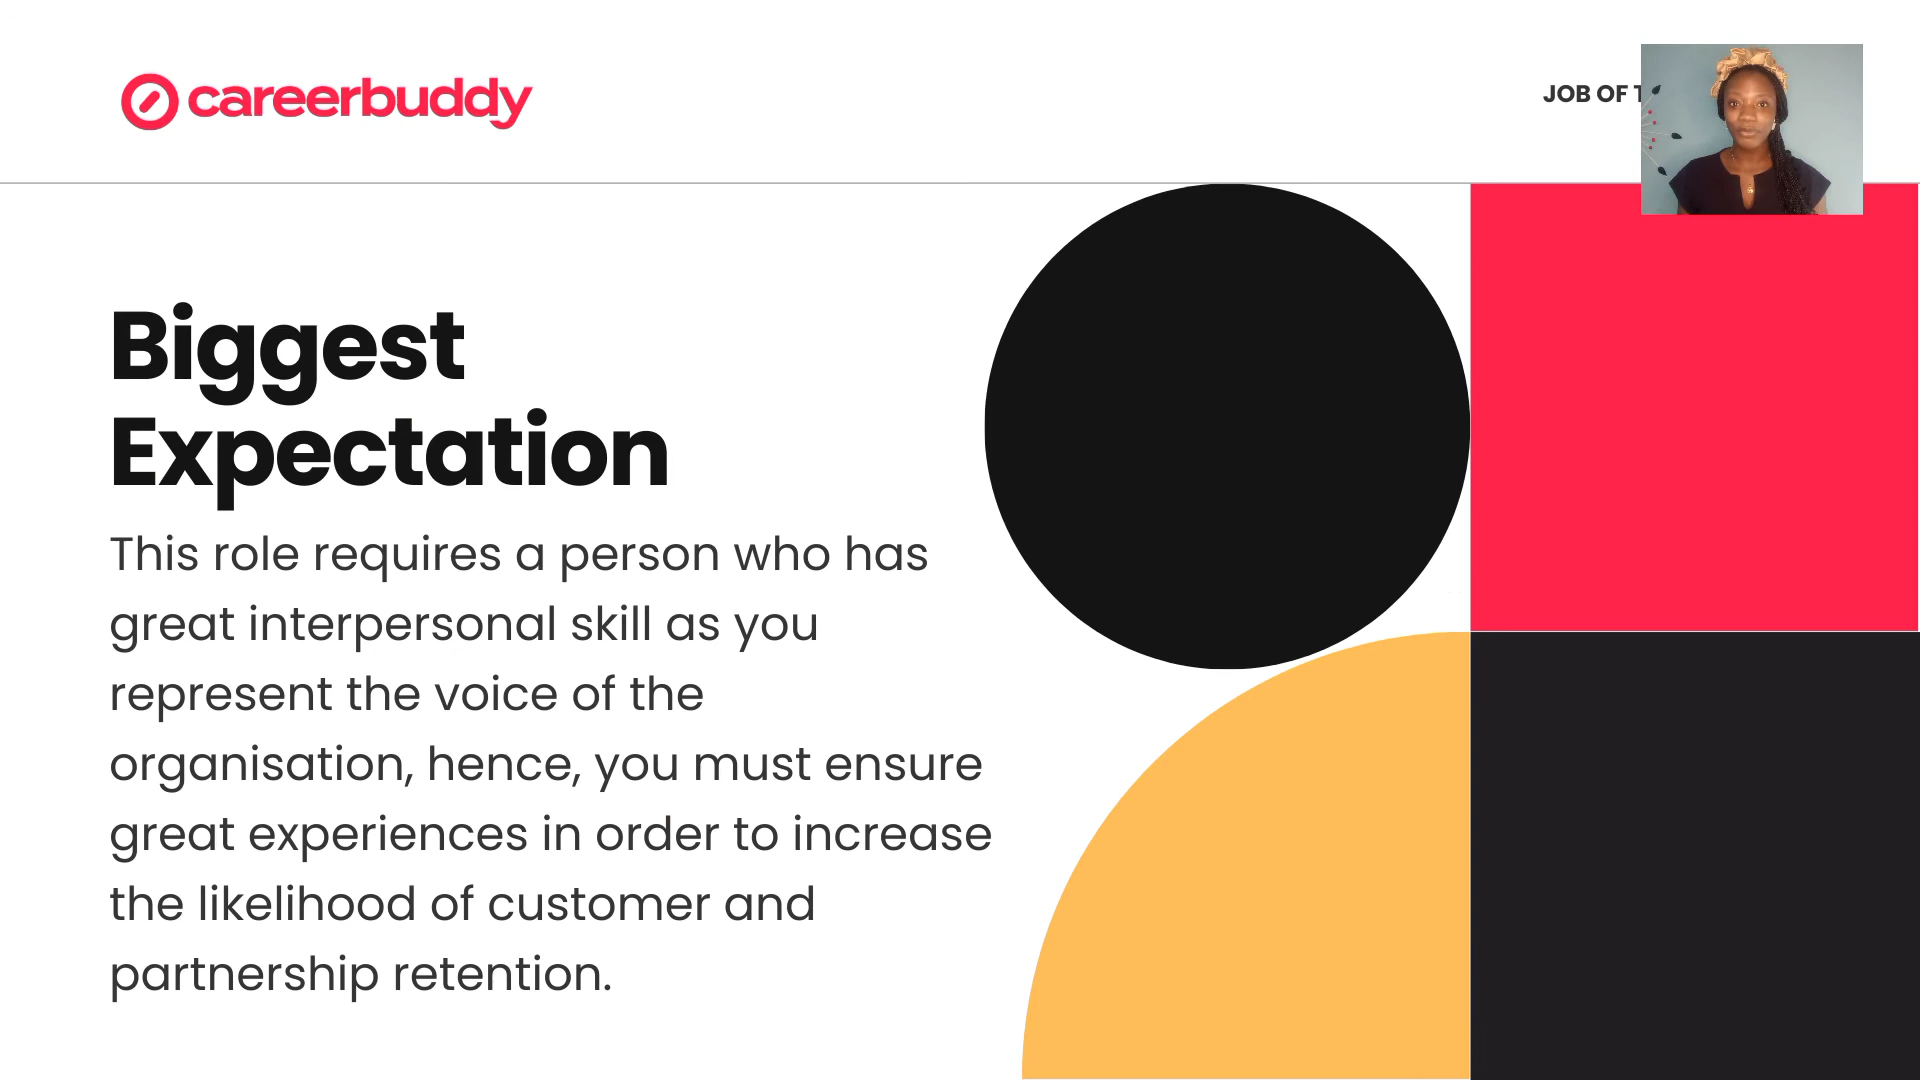 careerbuddy
JOB OF
Biggest
Expectation
This role requires a person who has
great interpersonal skill as you
represent the voice of the
organisation, hence, you must ensure
great experiences in order to increase
the likelihood of customer and
partnership retention.